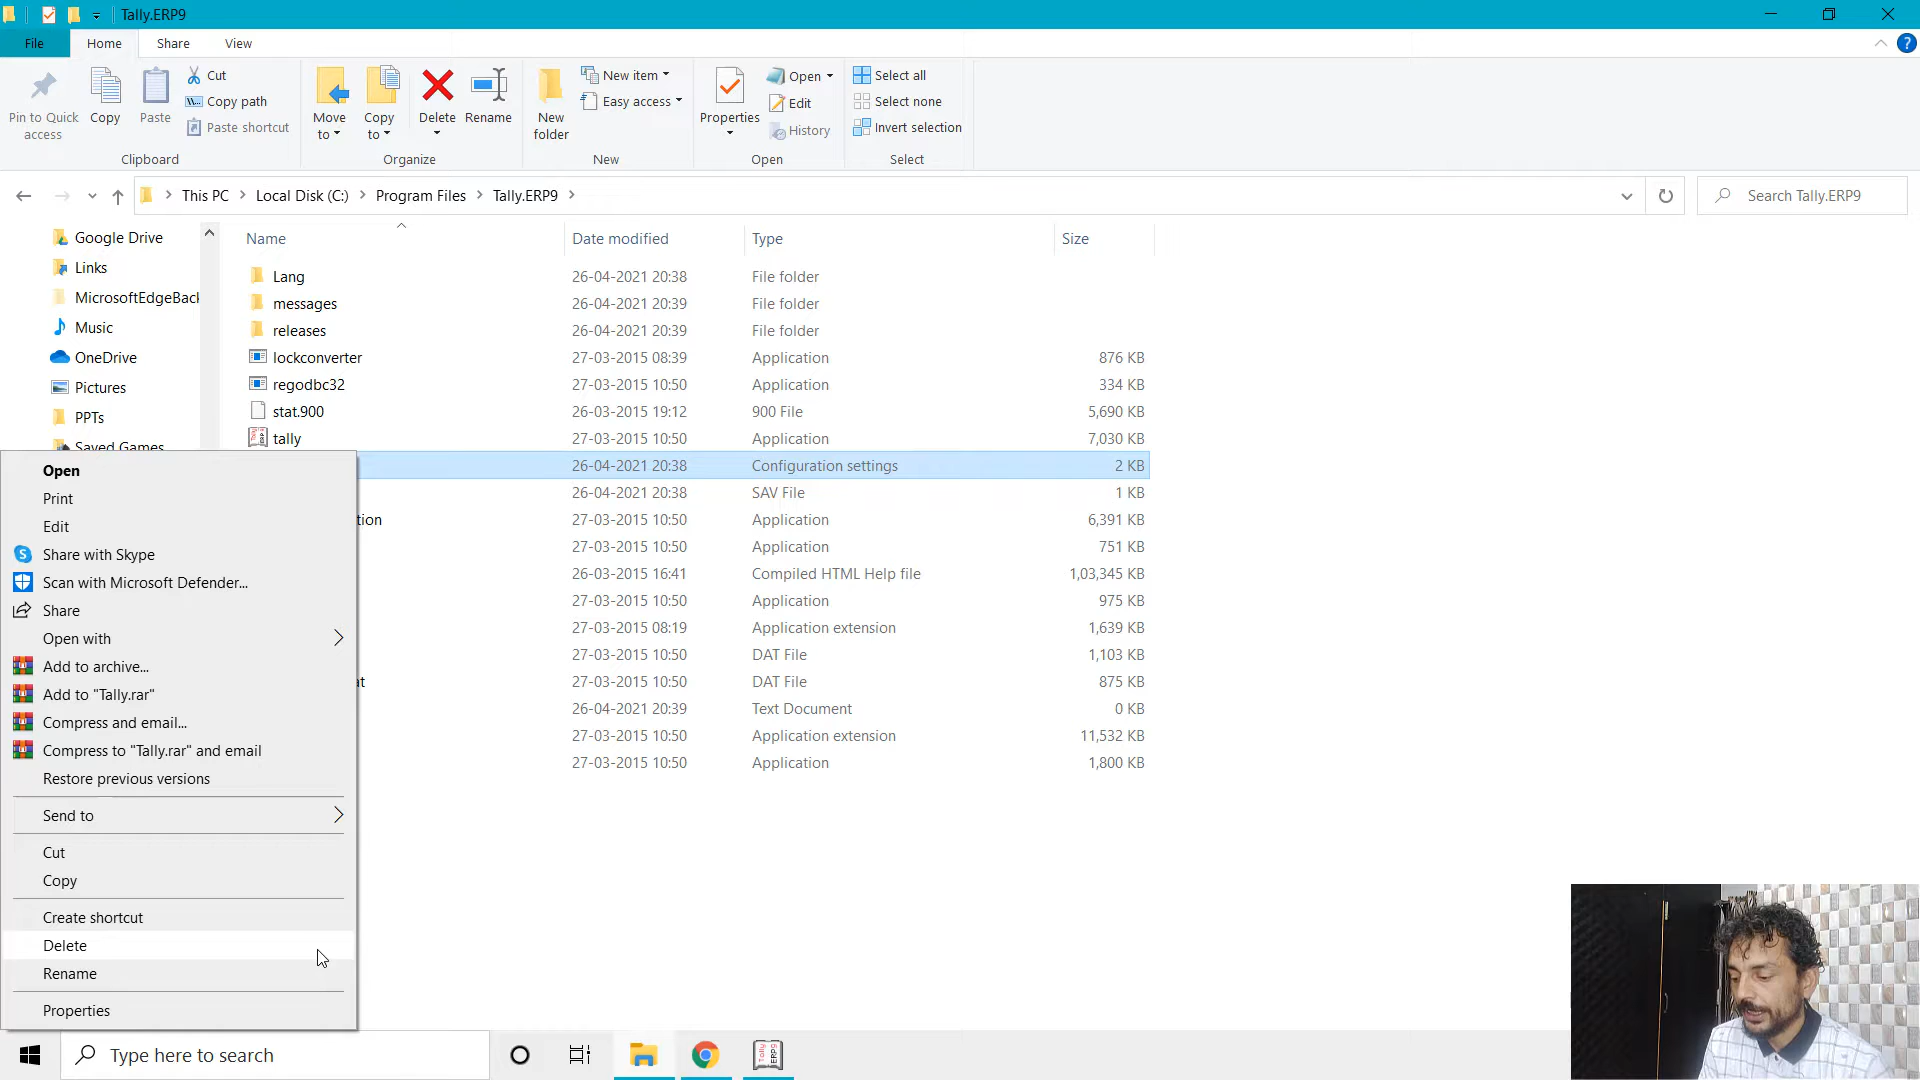 Tally.ERP9
File Home Share View
Pin to Quick access
Copy
Paste
Cut
Copy path
Paste shortcut
Clipboard
Move to
Copy to
Delete
Rename
Organize
New folder
New item
Easy access
New
Properties
Open
Edit
History
Open
Select all
Select none
Invert selection
Select
This PC > Local Disk (C:) > Program Files > Tally.ERP9 >
Search Tally.ERP9
Google Drive
Links
MicrosoftEdgeBack
Music
OneDrive
Pictures
PPTs
Saved Games
Name Date modified Type Size
Lang 26-04-2021 20:38 File folder
messages 26-04-2021 20:39 File folder
releases 26-04-2021 20:39 File folder
lockconverter 27-03-2015 08:39 Application 876 KB
regodbc32 27-03-2015 10:50 Application 334 KB
stat.900 26-03-2015 19:12 900 File 5,690 KB
tally 27-03-2015 10:50 Application 7,030 KB
26-04-2021 20:38 Configuration settings 2 KB
26-04-2021 20:38 SAV File 1 KB
tion 27-03-2015 10:50 Application 6,391 KB
27-03-2015 10:50 Application 751 KB
26-03-2015 16:41 Compiled HTML Help file 1,03,345 KB
27-03-2015 10:50 Application 975 KB
27-03-2015 08:19 Application extension 1,639 KB
27-03-2015 10:50 DAT File 1,103 KB
at 27-03-2015 10:50 DAT File 875 KB
26-04-2021 20:39 Text Document 0 KB
27-03-2015 10:50 Application extension 11,532 KB
27-03-2015 10:50 Application 1,800 KB
Open
Print
Edit
Share with Skype
Scan with Microsoft Defender...
Share
Open with
Add to archive...
Add to "Tally.rar"
Compress and email...
Compress to "Tally.rar" and email
Restore previous versions
Send to
Cut
Copy
Create shortcut
Delete
Rename
Properties
Type here to search
Tally ERP9